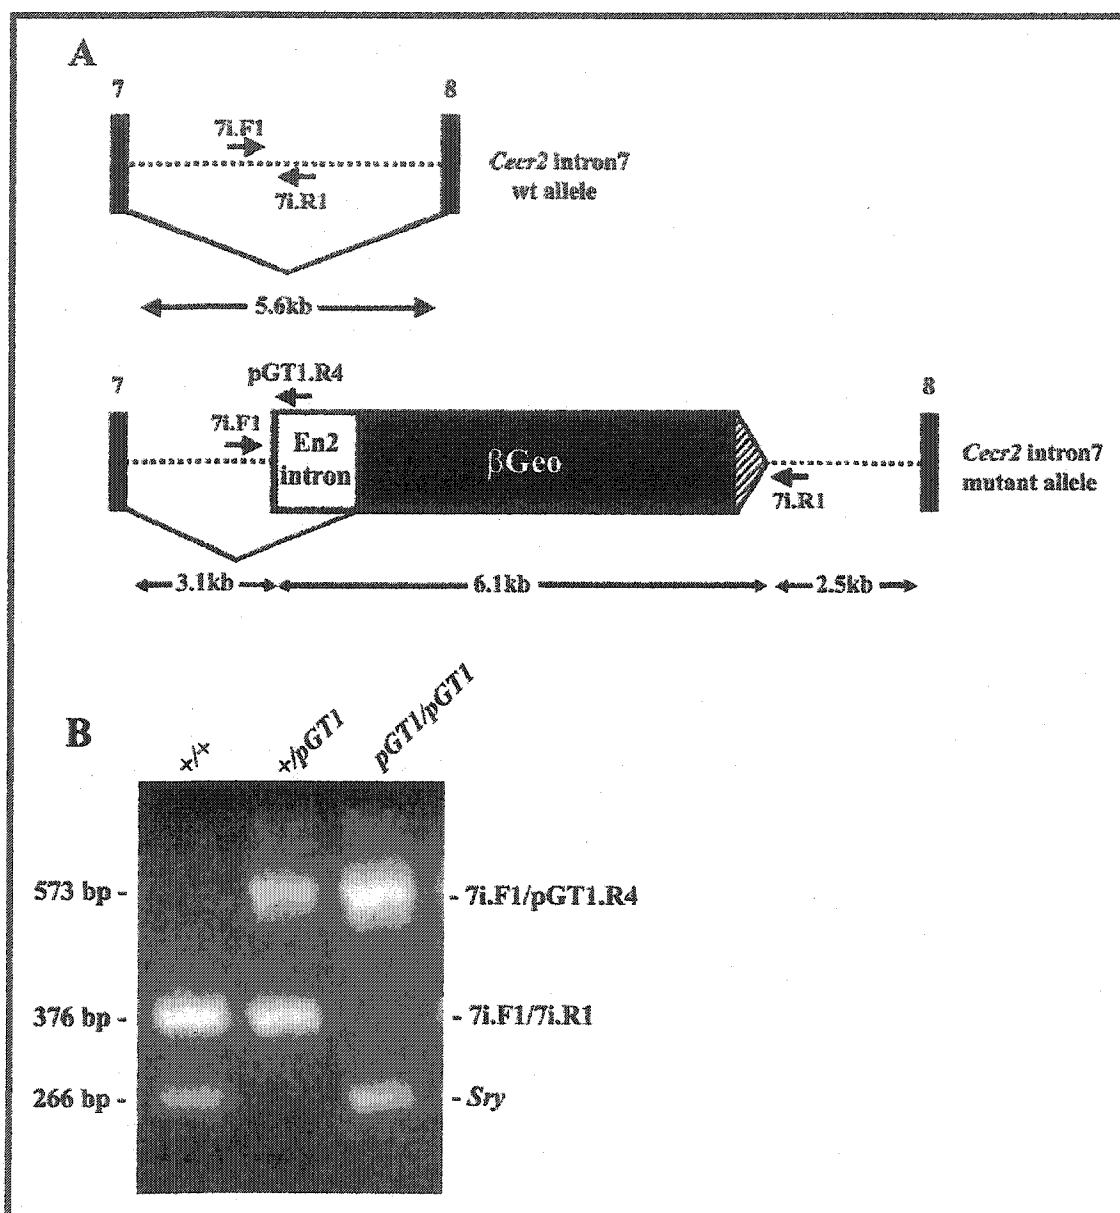 A
7 8
7i.F1
7i.R1
Cecr2 intron7
wt allele
5.6kb
pGT1.R4
7 8
7i.F1
En2
intron
βGeo
7i.R1
Cecr2 intron7
mutant allele
3.1kb 6.1kb 2.5kb
B
+/+ +/pGT1 pGT1/pGT1
573 bp - - 7i.F1/pGT1.R4
376 bp - - 7i.F1/7i.R1
266 bp - - Sry